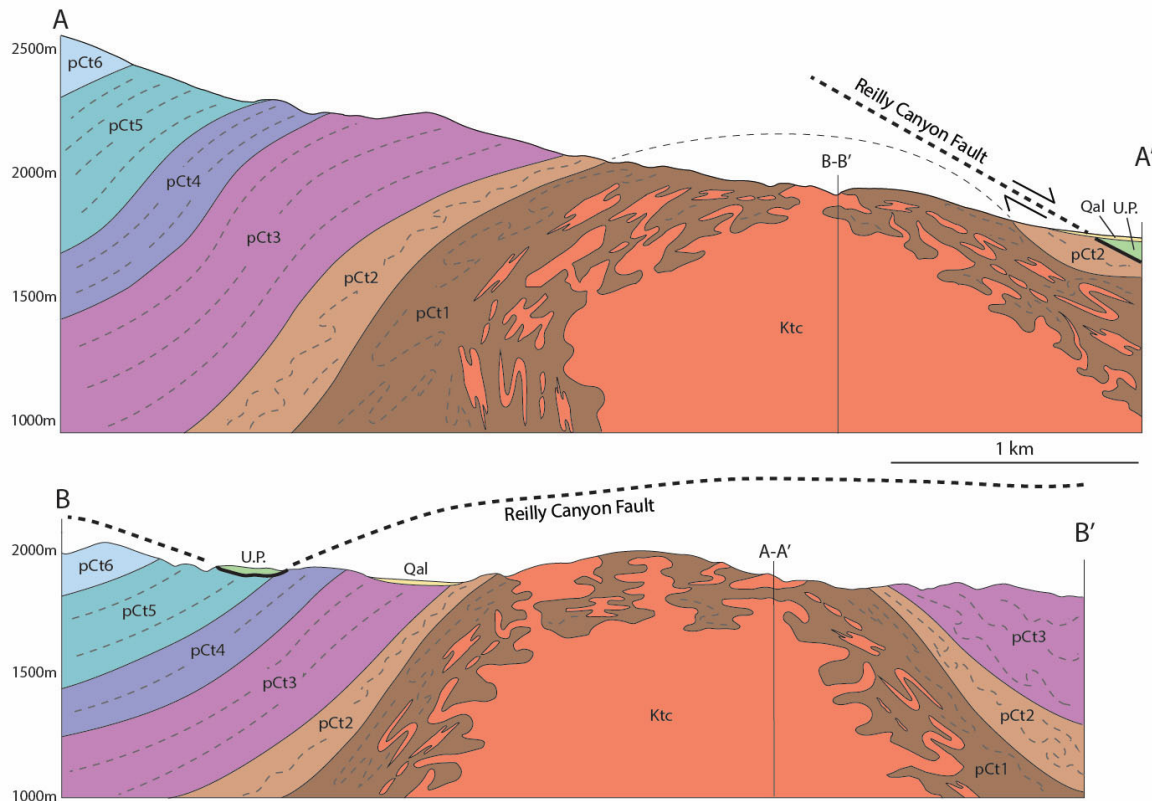 A
2500m
pCt6
pCt5
pCt4
pCt3
pCt2
pCt1
2000m
1500m
1000m
Reilly Canyon Fault
B-B'
A'
Qal
U.P.
pCt2
Ktc
1 km
B
B'
Reilly Canyon Fault
2000m
U.P.
Qal
A-A'
pCt6
pCt5
pCt4
pCt3
pCt2
pCt1
1500m
1000m
Ktc
pCt3
pCt2
pCt1